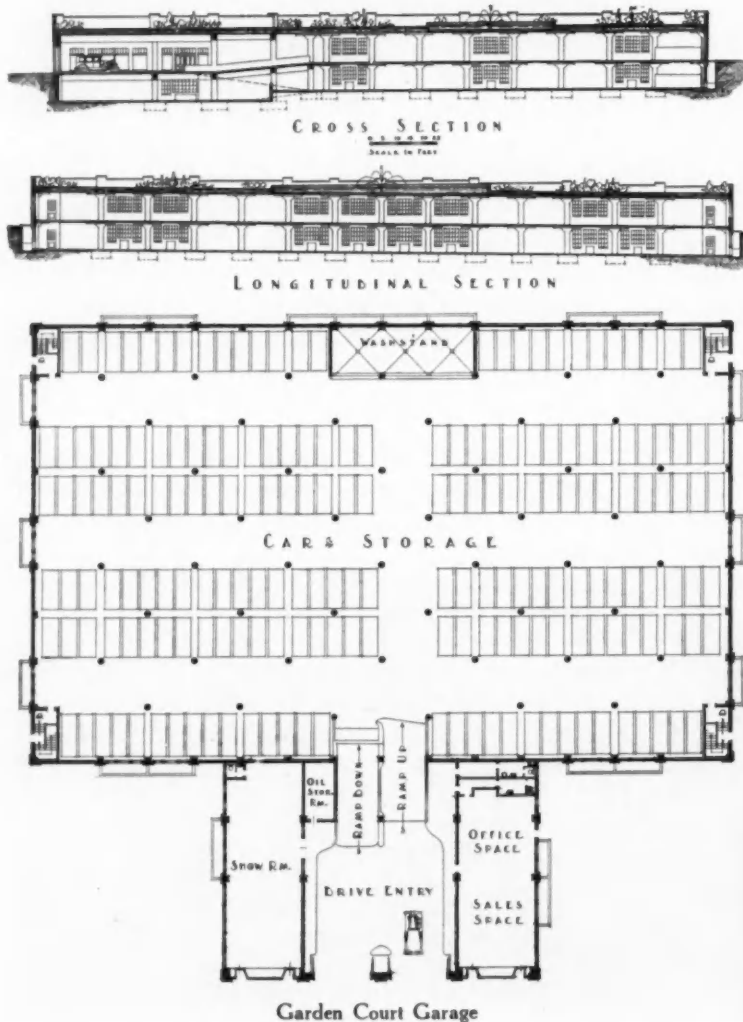 CROSS SECTION
SCALE IN FEET
LONGITUDINAL SECTION
WASHSTAND
CARS STORAGE
OIL
STOR.
RM.
RAMP DOWN
RAMP UP
SHOW RM.
OFFICE
SPACE
DRIVE ENTRY
SALES
SPACE
Garden Court Garage